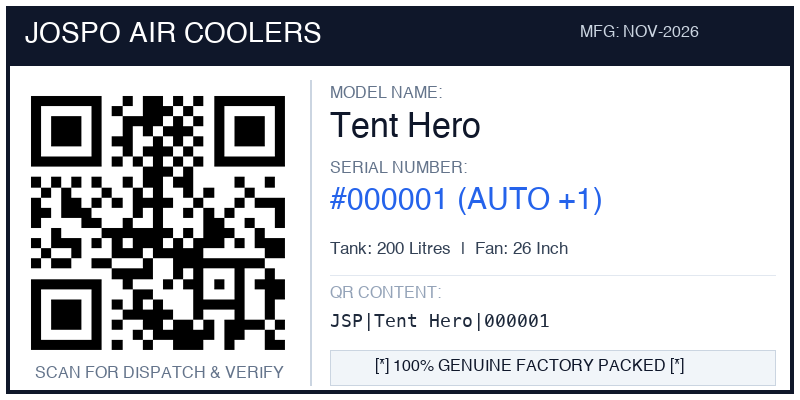 JOSPO AIR COOLERS
MFG: NOV-2026
MODEL NAME:
Tent Hero
SERIAL NUMBER:
#000001 (AUTO +1)
Tank: 200 Litres | Fan: 26 Inch
QR CONTENT:
JSP|Tent Hero|000001
[*] 100% GENUINE FACTORY PACKED [*]
SCAN FOR DISPATCH & VERIFY